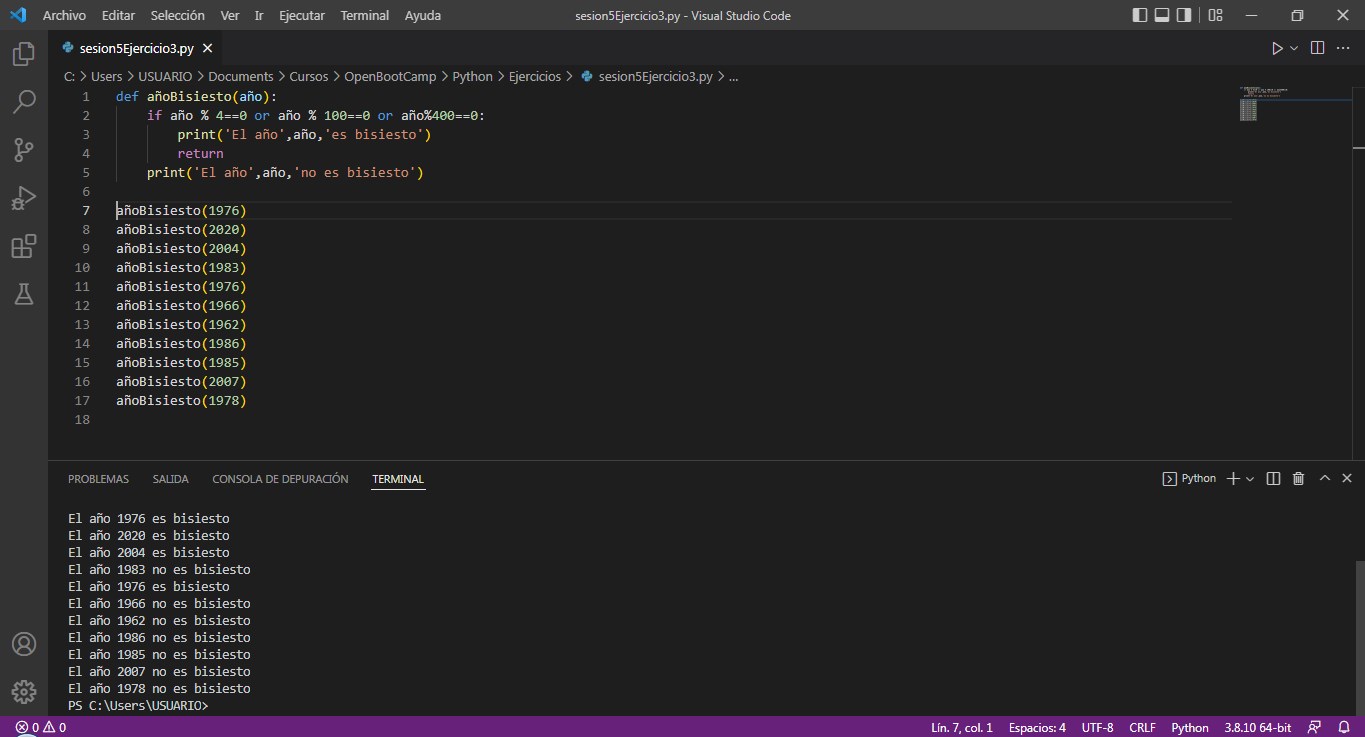 Archivo Editar Selección Ver Ir Ejecutar Terminal Ayuda sesion5Ejercicio3.py - Visual Studio Code
sesion5Ejercicio3.py
C: > Users > USUARIO > Documents > Cursos > OpenBootCamp > Python > Ejercicios > sesion5Ejercicio3.py > ...
1 def añoBisiesto(año):
2     if año % 4==0 or año % 100==0 or año%400==0:
3         print('El año',año,'es bisiesto')
4         return
5     print('El año',año,'no es bisiesto')
6
7 añoBisiesto(1976)
8 añoBisiesto(2020)
9 añoBisiesto(2004)
10 añoBisiesto(1983)
11 añoBisiesto(1976)
12 añoBisiesto(1966)
13 añoBisiesto(1962)
14 añoBisiesto(1986)
15 añoBisiesto(1985)
16 añoBisiesto(2007)
17 añoBisiesto(1978)
18
PROBLEMAS SALIDA CONSOLA DE DEPURACIÓN TERMINAL Python
El año 1976 es bisiesto
El año 2020 es bisiesto
El año 2004 es bisiesto
El año 1983 no es bisiesto
El año 1976 es bisiesto
El año 1966 no es bisiesto
El año 1962 no es bisiesto
El año 1986 no es bisiesto
El año 1985 no es bisiesto
El año 2007 no es bisiesto
El año 1978 no es bisiesto
PS C:\Users\USUARIO>
0 0 Lín. 7, col. 1 Espacios: 4 UTF-8 CRLF Python 3.8.10 64-bit